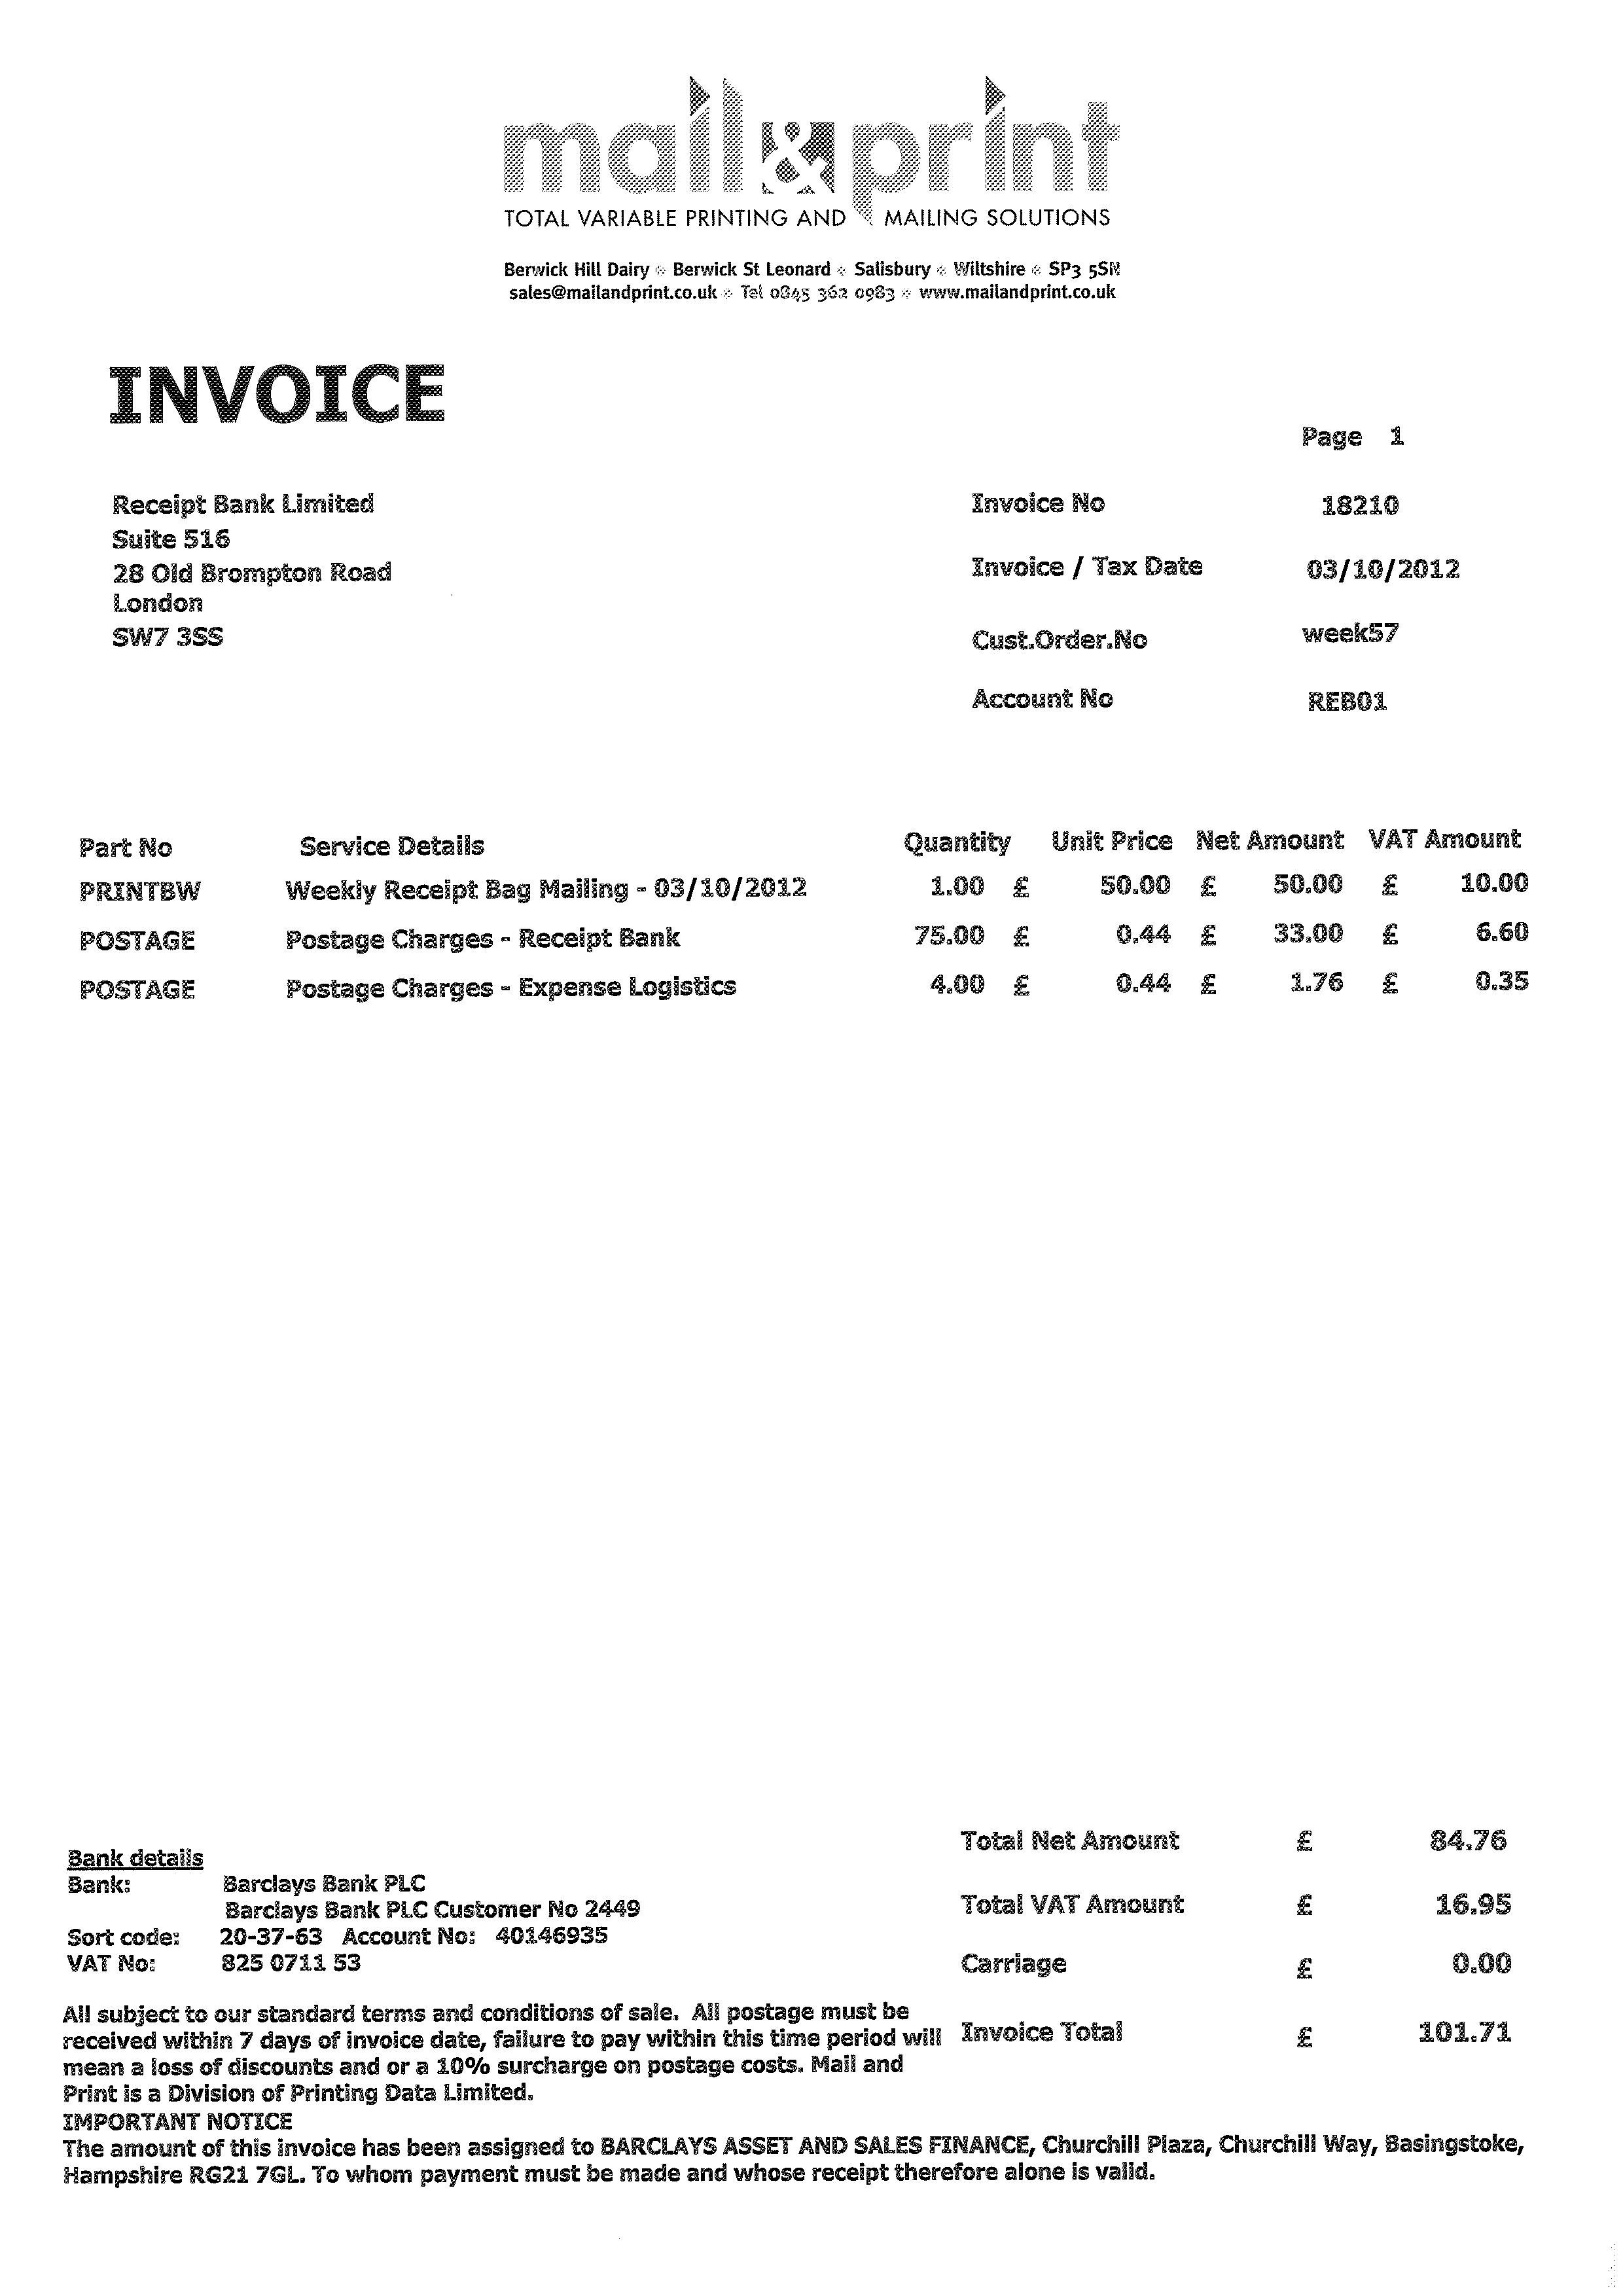 mail&print
TOTAL VARIABLE PRINTING AND MAILING SOLUTIONS
Berwick Hill Dairy Berwick St Leonard Salisbury Wiltshire SP3 5SN
sales@mailandprint.co.uk Tel 0845 362 0983 www.mailandprint.co.uk
INVOICE
Page 1
Receipt Bank Limited
Suite 516
28 Old Brompton Road
London
SW7 3SS
Invoice No 18210
Invoice / Tax Date 03/10/2012
Cust.Order.No week57
Account No REB01
Part No Service Details Quantity Unit Price Net Amount VAT Amount
PRINTBW Weekly Receipt Bag Mailing - 03/10/2012 1.00 £ 50.00 £ 50.00 £ 10.00
POSTAGE Postage Charges - Receipt Bank 75.00 £ 0.44 £ 33.00 £ 6.60
POSTAGE Postage Charges - Expense Logistics 4.00 £ 0.44 £ 1.76 £ 0.35
Bank details
Bank: Barclays Bank PLC
Barclays Bank PLC Customer No 2449
Sort code: 20-37-63 Account No: 40146935
VAT No: 825 0711 53
Total Net Amount £ 84.76
Total VAT Amount £ 16.95
Carriage £ 0.00
Invoice Total £ 101.71
All subject to our standard terms and conditions of sale. All postage must be
received within 7 days of invoice date, failure to pay within this time period will
mean a loss of discounts and or a 10% surcharge on postage costs. Mail and
Print is a Division of Printing Data Limited.
IMPORTANT NOTICE
The amount of this invoice has been assigned to BARCLAYS ASSET AND SALES FINANCE, Churchill Plaza, Churchill Way, Basingstoke,
Hampshire RG21 7GL. To whom payment must be made and whose receipt therefore alone is valid.